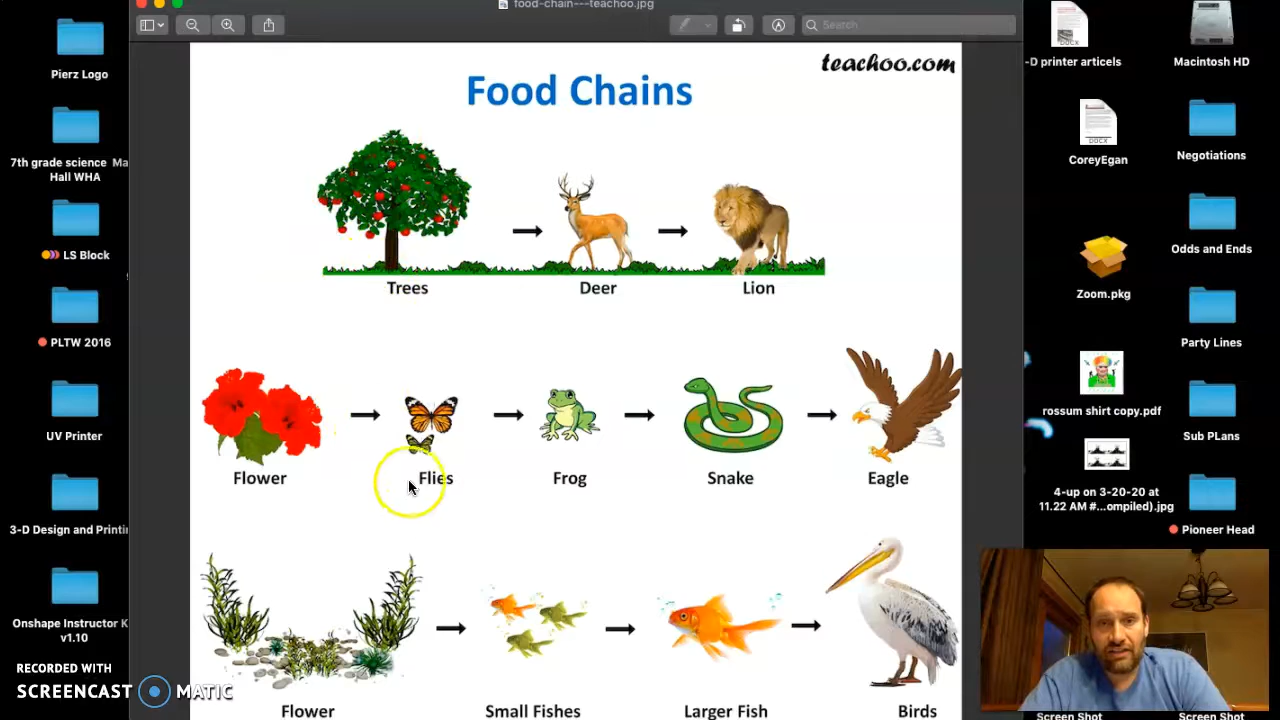 food-chain---teachoo.jpg
Search
teachoo.com
Food Chains
Trees
Deer
Lion
Flower
Flies
Frog
Snake
Eagle
Flower
Small Fishes
Larger Fish
Birds
Pierz Logo
7th grade science
Hall WHA
Ma
LS Block
PLTW 2016
UV Printer
3-D Design and Printin
Onshape Instructor K
v1.10
RECORDED WITH
SCREENCAST MATIC
-D printer articels
DOCX
Macintosh HD
DOCX
CoreyEgan
Negotiations
Zoom.pkg
Odds and Ends
Party Lines
rossum shirt copy.pdf
Sub PLans
4-up on 3-20-20 at
11.22 AM #...ompiled).jpg
Pioneer Head
Screen Shot
Screen Shot